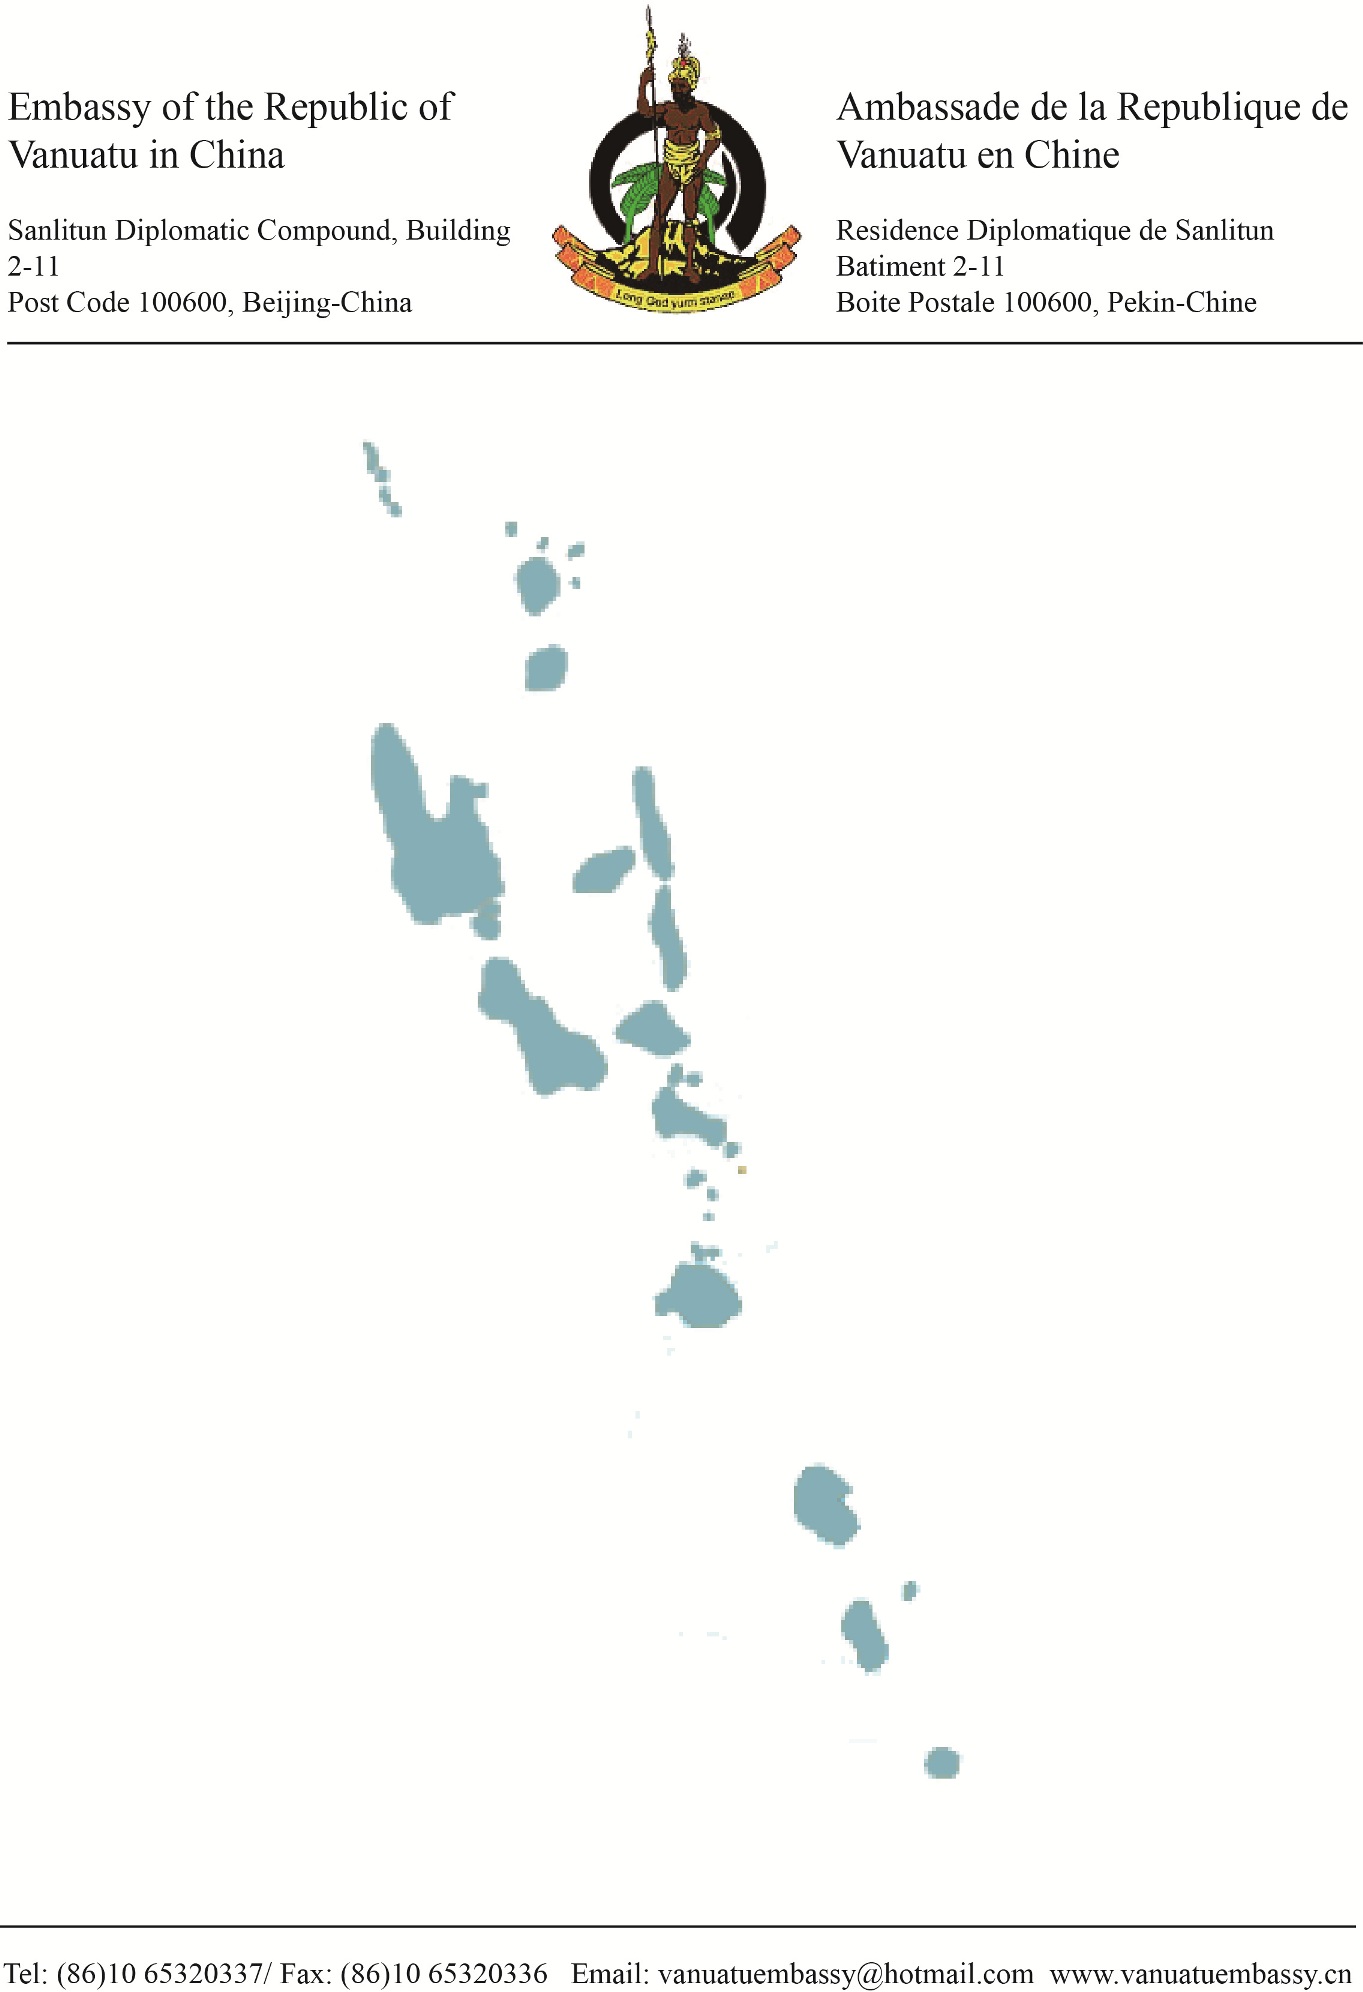 Embassy of the Republic of
Vanuatu in China
Sanlitun Diplomatic Compound, Building
2-11
Post Code 100600, Beijing-China
Long God yumi stanap
Ambassade de la Republique de
Vanuatu en Chine
Residence Diplomatique de Sanlitun
Batiment 2-11
Boite Postale 100600, Pekin-Chine
Tel: (86)10 65320337/ Fax: (86)10 65320336 Email: vanuatuembassy@hotmail.com www.vanuatuembassy.cn